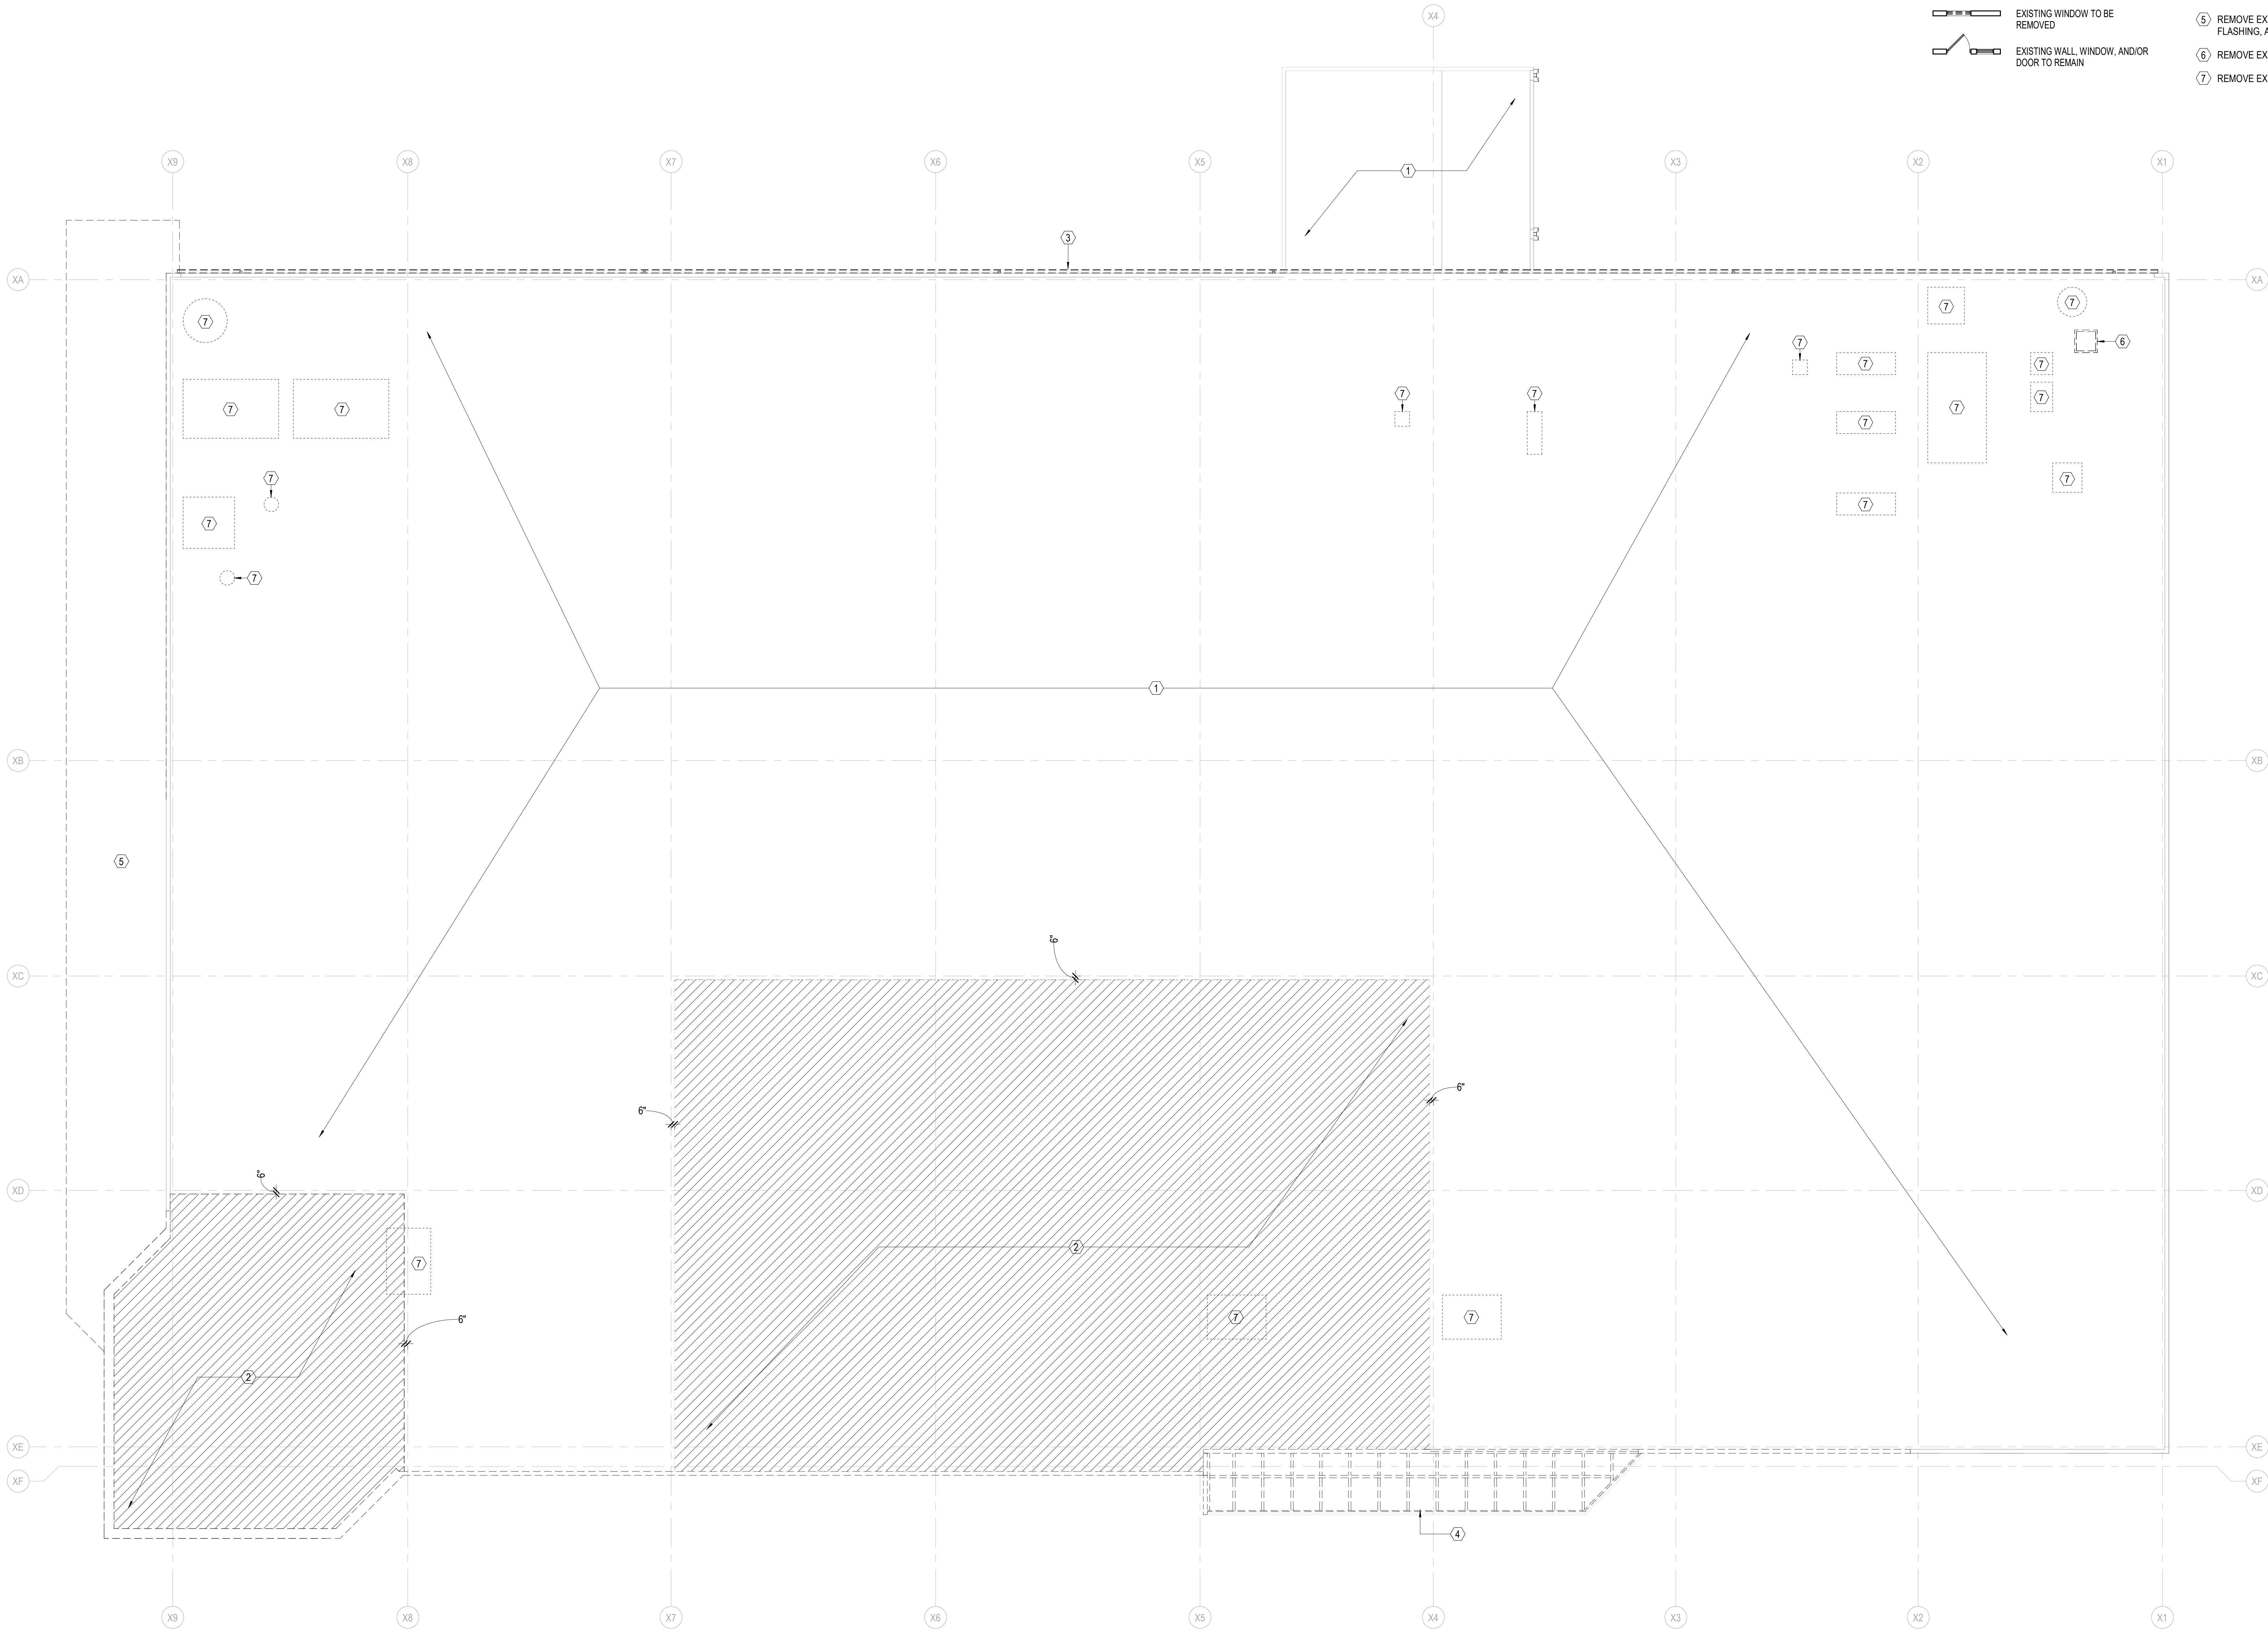 X4
EXISTING WINDOW TO BE
REMOVED
EXISTING WALL, WINDOW, AND/OR
DOOR TO REMAIN
5 REMOVE EX
FLASHING, A
6 REMOVE EX
7 REMOVE EX
X9 X8 X7 X6 X5 X3 X2 X1
1
3
XA XA
7 7 7
7 6
7 7 7
7 7 7 7 7 7
7
7 7
7 7
7
7
1
XB XB
5
6"
XC XC
6"
6"
XD XD
6"
2
7
7 7
6"
2
XE XE
XF XF
4
X9 X8 X7 X6 X5 X4 X3 X2 X1